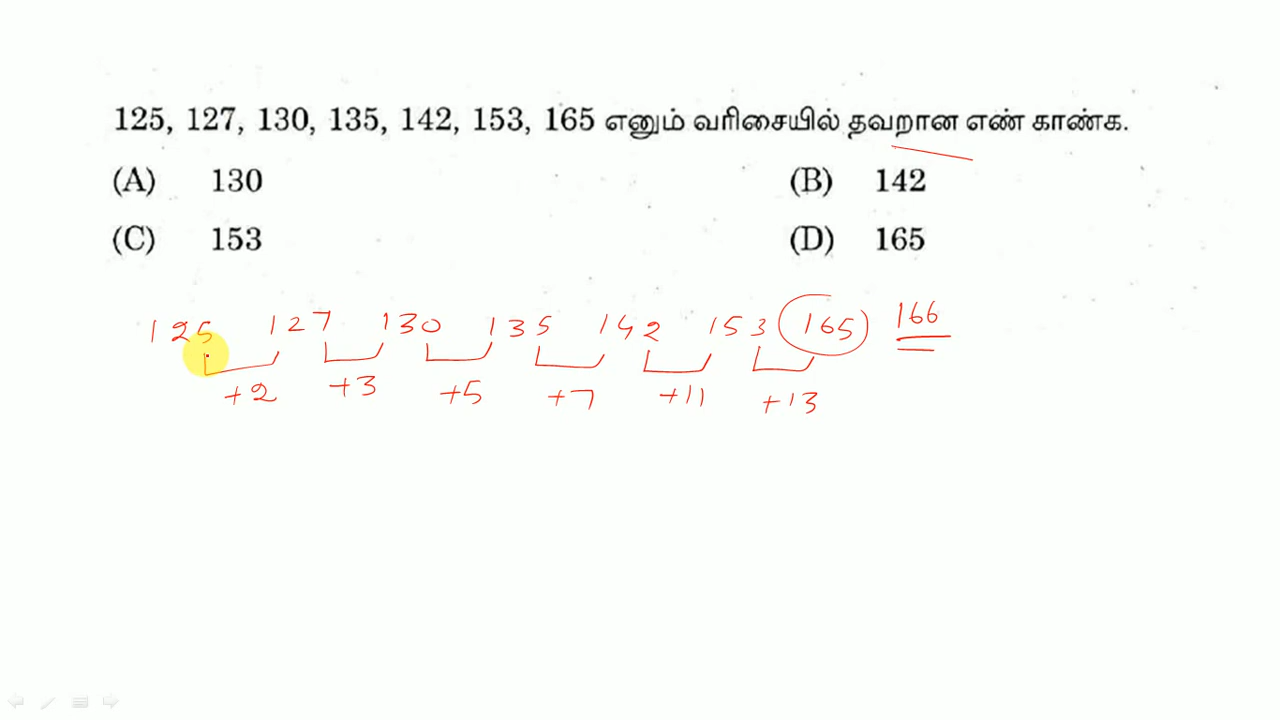 125, 127, 130, 135, 142, 153, 165 எனும் வரிசையில் தவறான எண் காண்க.
(A) 130 (B) 142
(C) 153 (D) 165
125 127 130 135 142 153 165 166
+2 +3 +5 +7 +11 +13